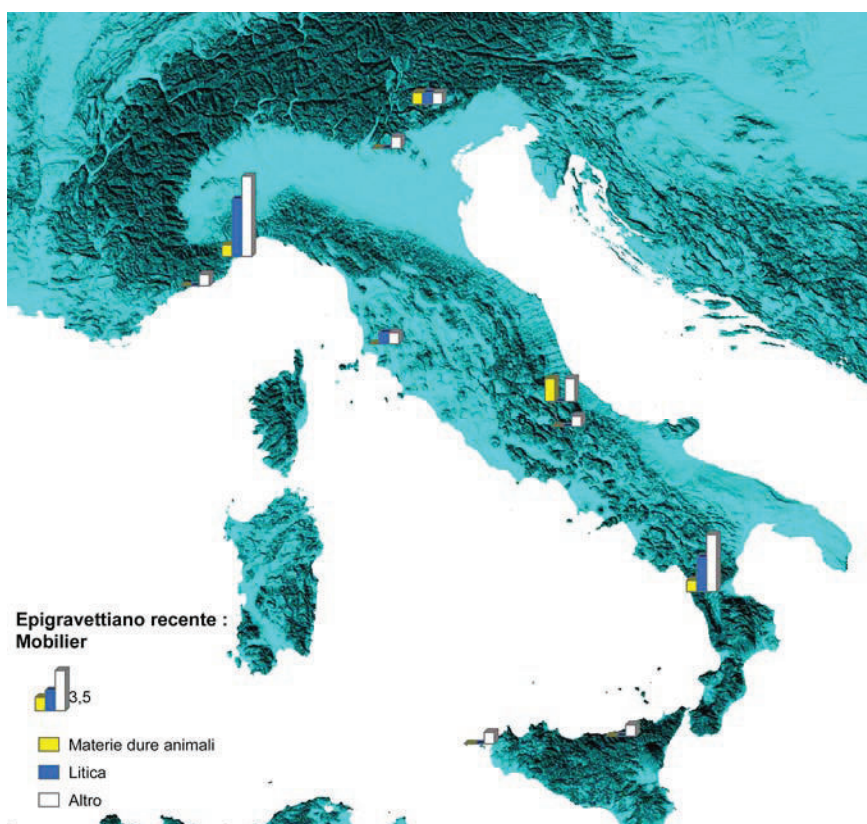 Epigravettiano recente :
Mobilier
3,5
Materie dure animali
Litica
Altro